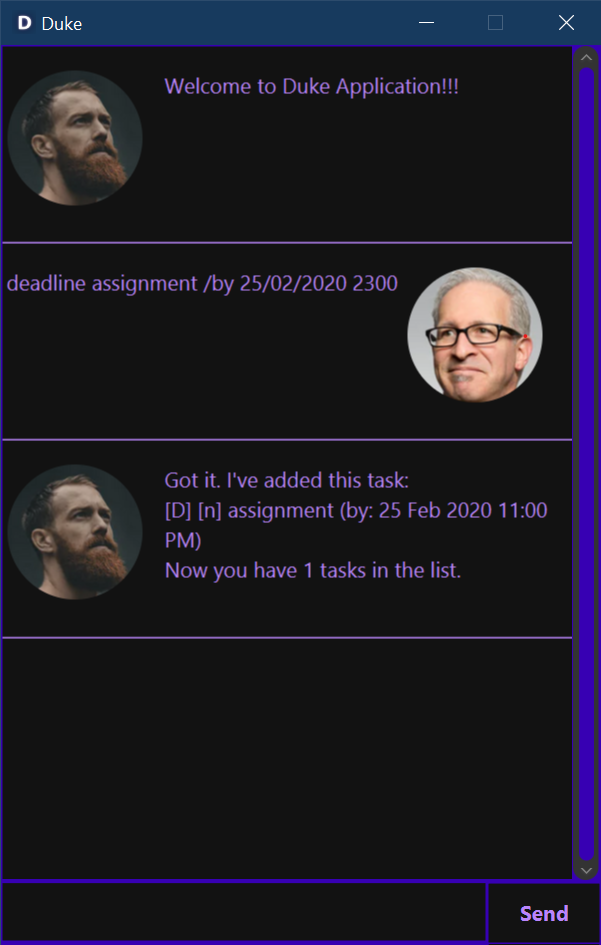 D Duke
Welcome to Duke Application!!!
deadline assignment /by 25/02/2020 2300
Got it. I've added this task:
[D] [n] assignment (by: 25 Feb 2020 11:00
PM)
Now you have 1 tasks in the list.
Send